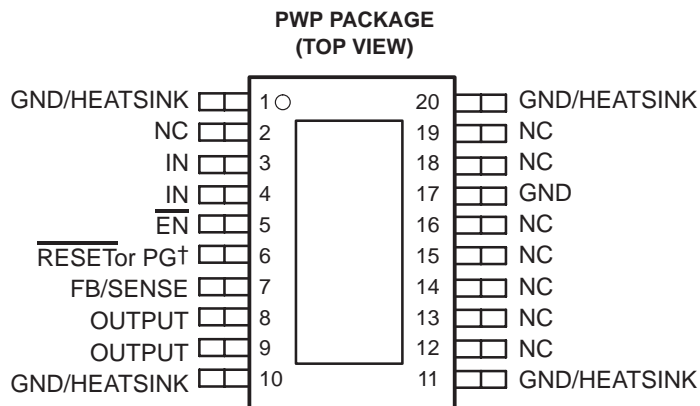 PWP PACKAGE
(TOP VIEW)
GND/HEATSINK 1 20 GND/HEATSINK
NC 2 19 NC
IN 3 18 NC
IN 4 17 GND
EN 5 16 NC
RESET or PG† 6 15 NC
FB/SENSE 7 14 NC
OUTPUT 8 13 NC
OUTPUT 9 12 NC
GND/HEATSINK 10 11 GND/HEATSINK